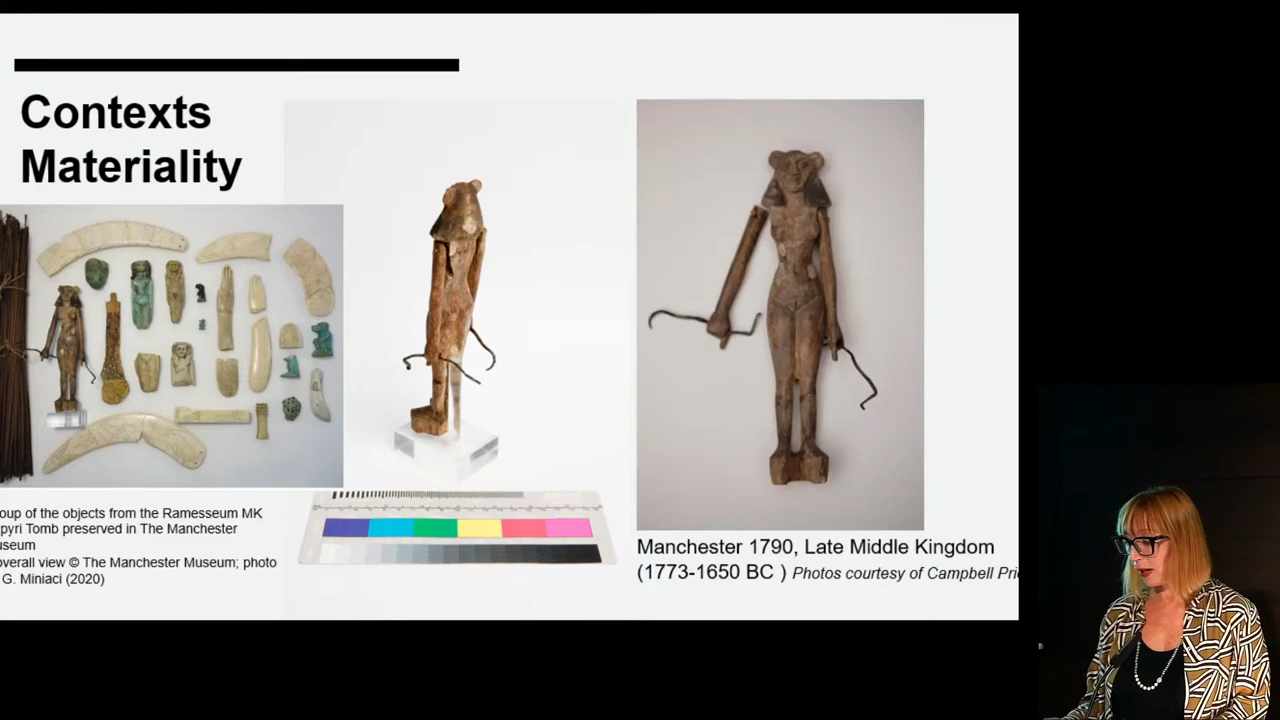 Contexts
Materiality
oup of the objects from the Ramesseum MK
pyri Tomb preserved in The Manchester
useum
overall view © The Manchester Museum; photo
G. Miniaci (2020)
Manchester 1790, Late Middle Kingdom
(1773-1650 BC ) Photos courtesy of Campbell Pri